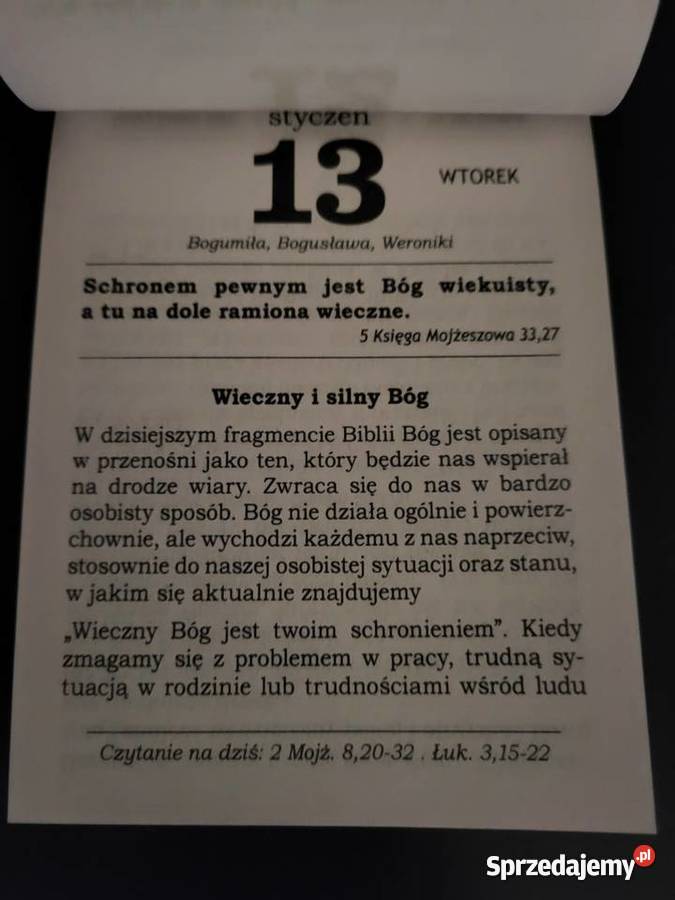 styczeń
13
WTOREK
Bogumiła, Bogusława, Weroniki
Schronem pewnym jest Bóg wiekuisty,
a tu na dole ramiona wieczne.
5 Księga Mojżeszowa 33,27
Wieczny i silny Bóg
W dzisiejszym fragmencie Biblii Bóg jest opisany
w przenośni jako ten, który będzie nas wspierał
na drodze wiary. Zwraca się do nas w bardzo
osobisty sposób. Bóg nie działa ogólnie i powierz-
chownie, ale wychodzi każdemu z nas naprzeciw,
stosownie do naszej osobistej sytuacji oraz stanu,
w jakim się aktualnie znajdujemy
„Wieczny Bóg jest twoim schronieniem”. Kiedy
zmagamy się z problemem w pracy, trudną sy-
tuacją w rodzinie lub trudnościami wśród ludu
Czytanie na dziś: 2 Mojż. 8,20-32 . Łuk. 3,15-22
Sprzedajemy.pl